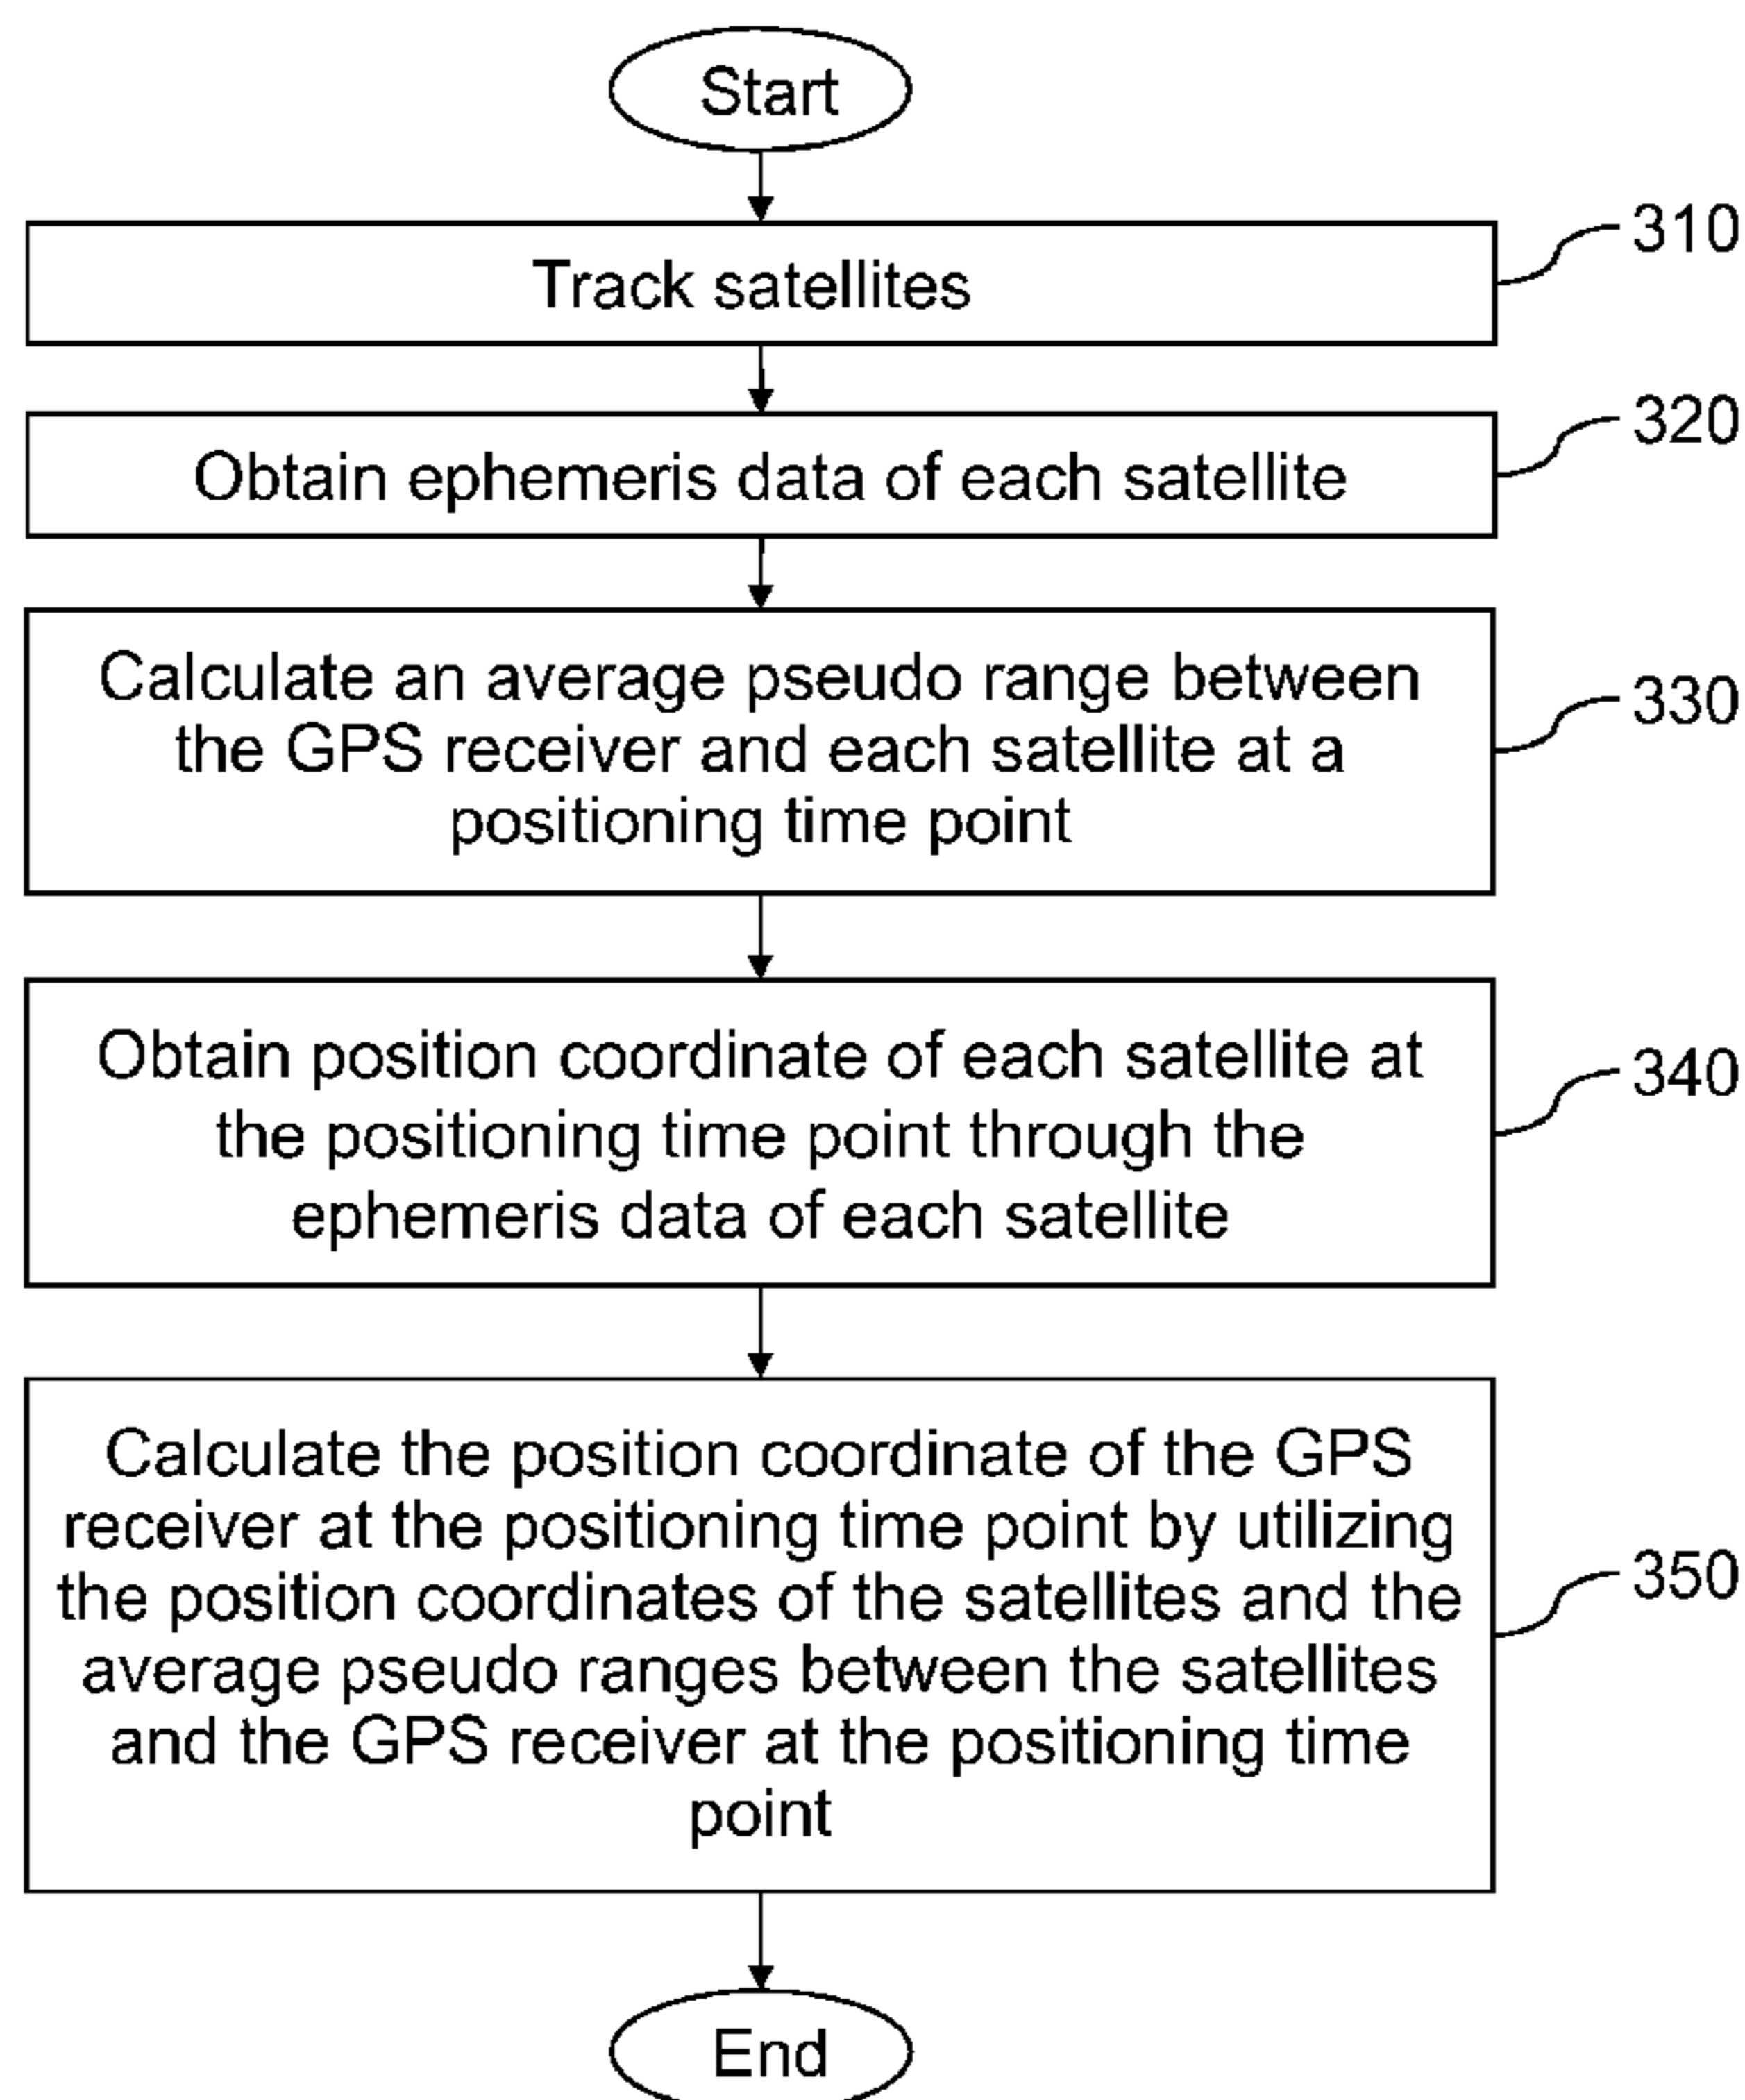 Start
310
Track satellites
320
Obtain ephemeris data of each satellite
330
Calculate an average pseudo range between
the GPS receiver and each satellite at a
positioning time point
340
Obtain position coordinate of each satellite at
the positioning time point through the
ephemeris data of each satellite
350
Calculate the position coordinate of the GPS
receiver at the positioning time point by utilizing
the position coordinates of the satellites and the
average pseudo ranges between the satellites
and the GPS receiver at the positioning time
point
End